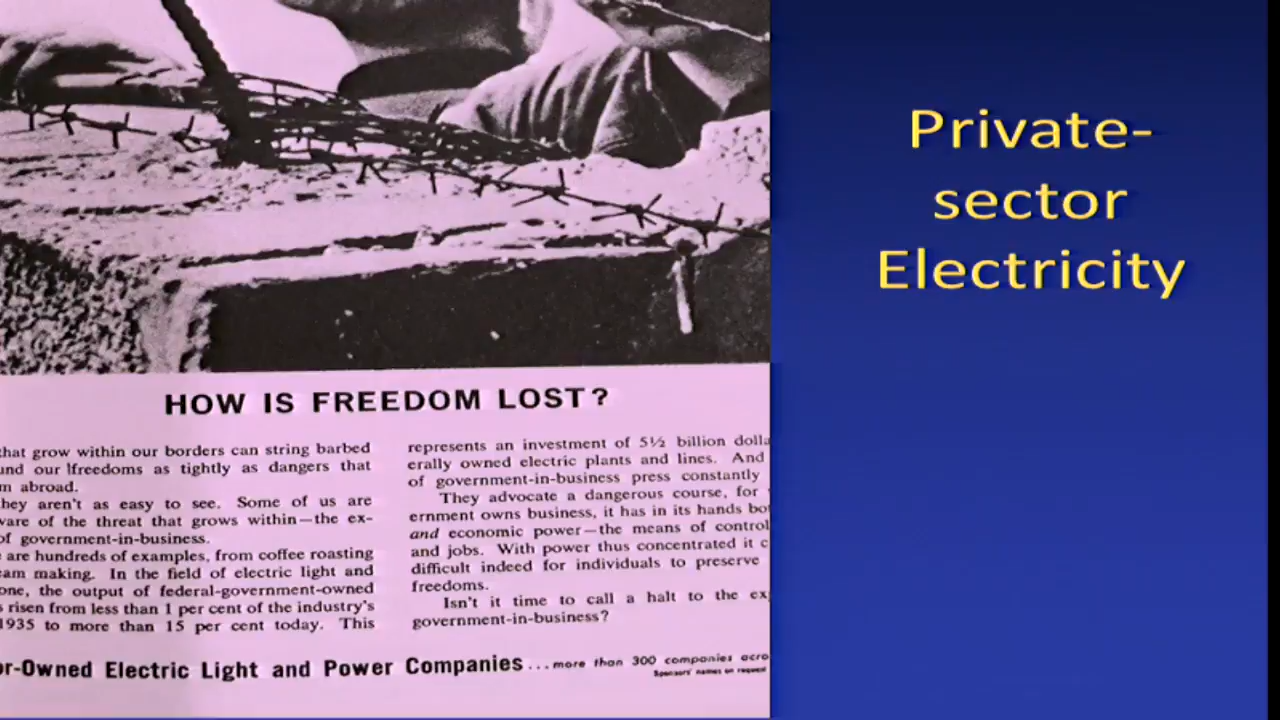 Private-
sector
Electricity
HOW IS FREEDOM LOST?
that grow within our borders can string barbed
und our freedoms as tightly as dangers that
m abroad.
hey aren't as easy to see. Some of us are
ware of the threat that grows within—the ex-
of government-in-business.
are hundreds of examples, from coffee roasting
eam making. In the field of electric light and
one, the output of federal-government-owned
s risen from less than 1 per cent of the industry's
1935 to more than 15 per cent today. This
represents an investment of 5½ billion dolla
erally owned electric plants and lines. And
of government-in-business press constantly
They advocate a dangerous course, for
ernment owns business, it has in its hands bot
and economic power—the means of control
and jobs. With power thus concentrated it c
difficult indeed for individuals to preserve
freedoms.
Isn't it time to call a halt to the ex
government-in-business?
or-Owned Electric Light and Power Companies...more than 300 companies acro
Sponsors' names on request